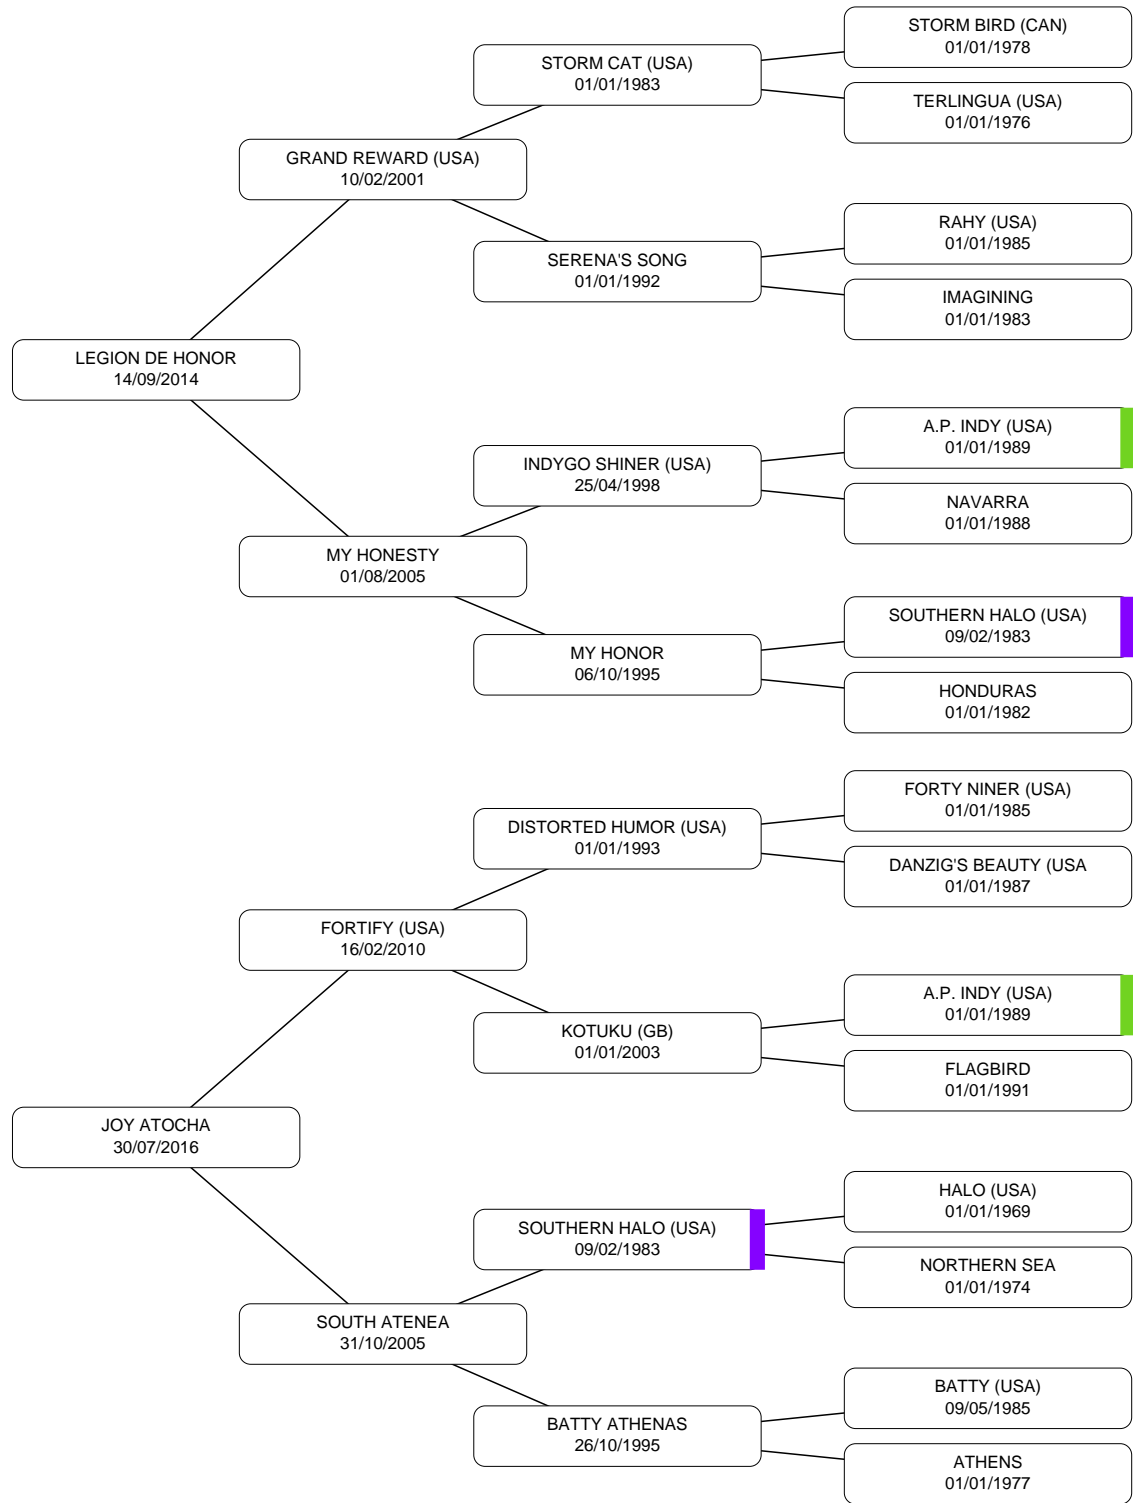 STORM BIRD (CAN)
01/01/1978
STORM CAT (USA)
01/01/1983
TERLINGUA (USA)
01/01/1976
GRAND REWARD (USA)
10/02/2001
RAHY (USA)
01/01/1985
SERENA'S SONG
01/01/1992
IMAGINING
01/01/1983
LEGION DE HONOR
14/09/2014
A.P. INDY (USA)
01/01/1989
INDYGO SHINER (USA)
25/04/1998
NAVARRA
01/01/1988
MY HONESTY
01/08/2005
SOUTHERN HALO (USA)
09/02/1983
MY HONOR
06/10/1995
HONDURAS
01/01/1982
FORTY NINER (USA)
01/01/1985
DISTORTED HUMOR (USA)
01/01/1993
DANZIG'S BEAUTY (USA
01/01/1987
FORTIFY (USA)
16/02/2010
A.P. INDY (USA)
01/01/1989
KOTUKU (GB)
01/01/2003
FLAGBIRD
01/01/1991
JOY ATOCHA
30/07/2016
HALO (USA)
01/01/1969
SOUTHERN HALO (USA)
09/02/1983
NORTHERN SEA
01/01/1974
SOUTH ATENEA
31/10/2005
BATTY (USA)
09/05/1985
BATTY ATHENAS
26/10/1995
ATHENS
01/01/1977